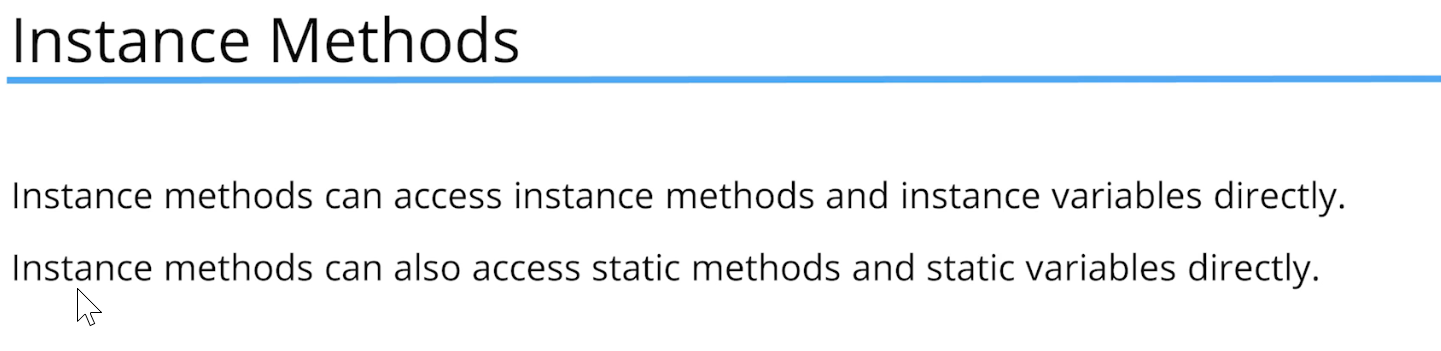 Instance Methods
Instance methods can access instance methods and instance variables directly.
Instance methods can also access static methods and static variables directly.